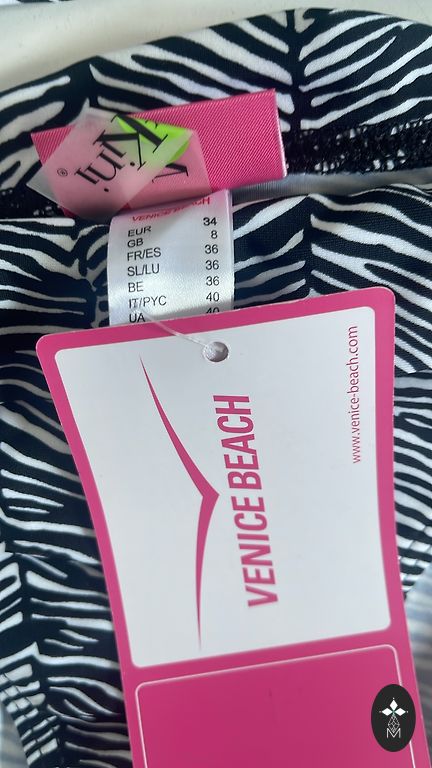 Kini
®
VENICE BEACH
EUR 34
GB 8
FR/ES 36
SL/LU 36
BE 36
IT/PYC 40
UA 40
VENICE BEACH
www.venice-beach.com
M